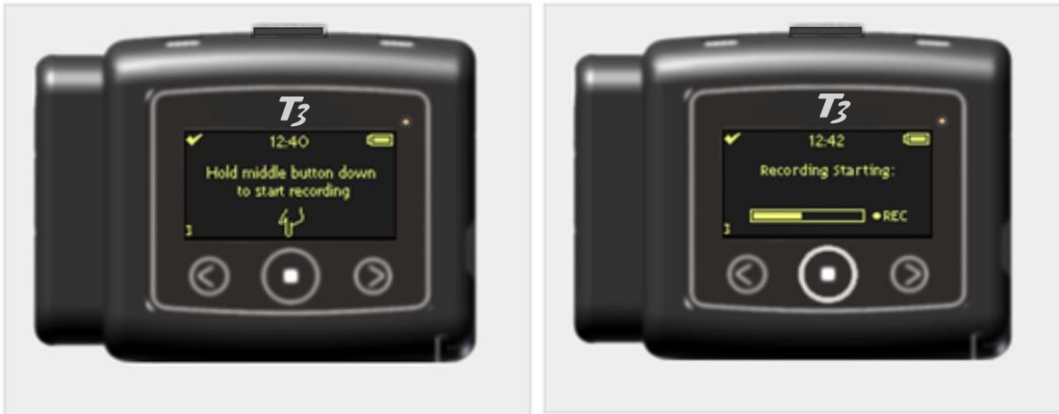 T3
12:40
Hold middle button down
to start recording
3
T3
12:42
Recording Starting:
REC
3